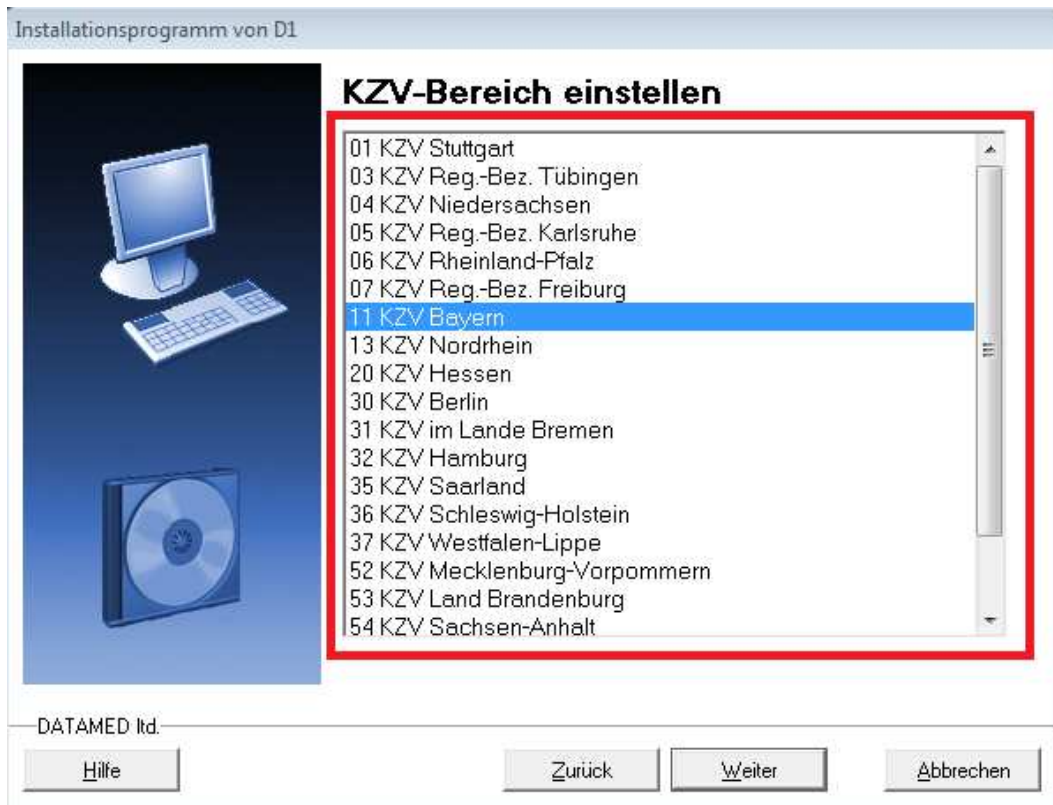 Installationsprogramm von D1
KZV-Bereich einstellen
01 KZV Stuttgart
03 KZV Reg.-Bez. Tübingen
04 KZV Niedersachsen
05 KZV Reg.-Bez. Karlsruhe
06 KZV Rheinland-Pfalz
07 KZV Reg.-Bez. Freiburg
11 KZV Bayern
13 KZV Nordrhein
20 KZV Hessen
30 KZV Berlin
31 KZV im Lande Bremen
32 KZV Hamburg
35 KZV Saarland
36 KZV Schleswig-Holstein
37 KZV Westfalen-Lippe
52 KZV Mecklenburg-Vorpommern
53 KZV Land Brandenburg
54 KZV Sachsen-Anhalt
DATAMED ltd.
Hilfe
Zurück
Weiter
Abbrechen